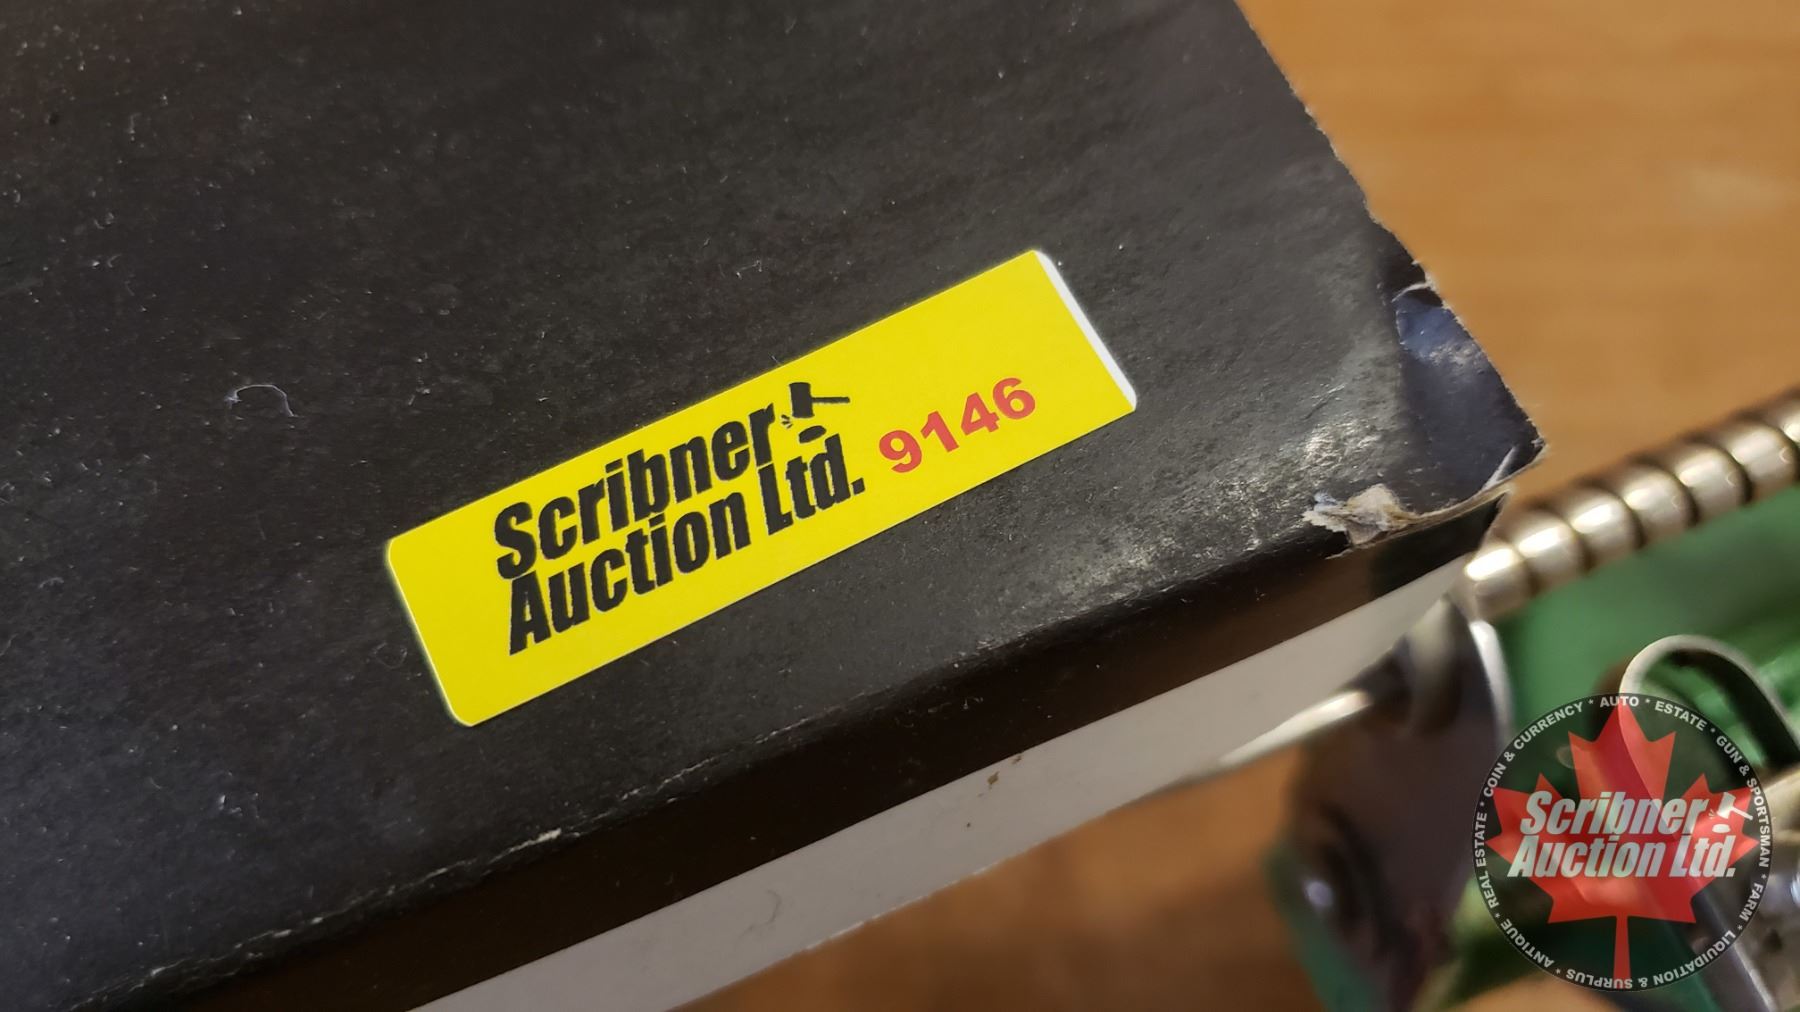 Scribner
Auction Ltd.
9146
COIN & CURRENCY * AUTO * ESTATE * GUN & SPORTSMAN * FARM * LIQUIDATION & SURPLUS * ANTIQUE * REAL ESTATE *
Scribner
Auction Ltd.